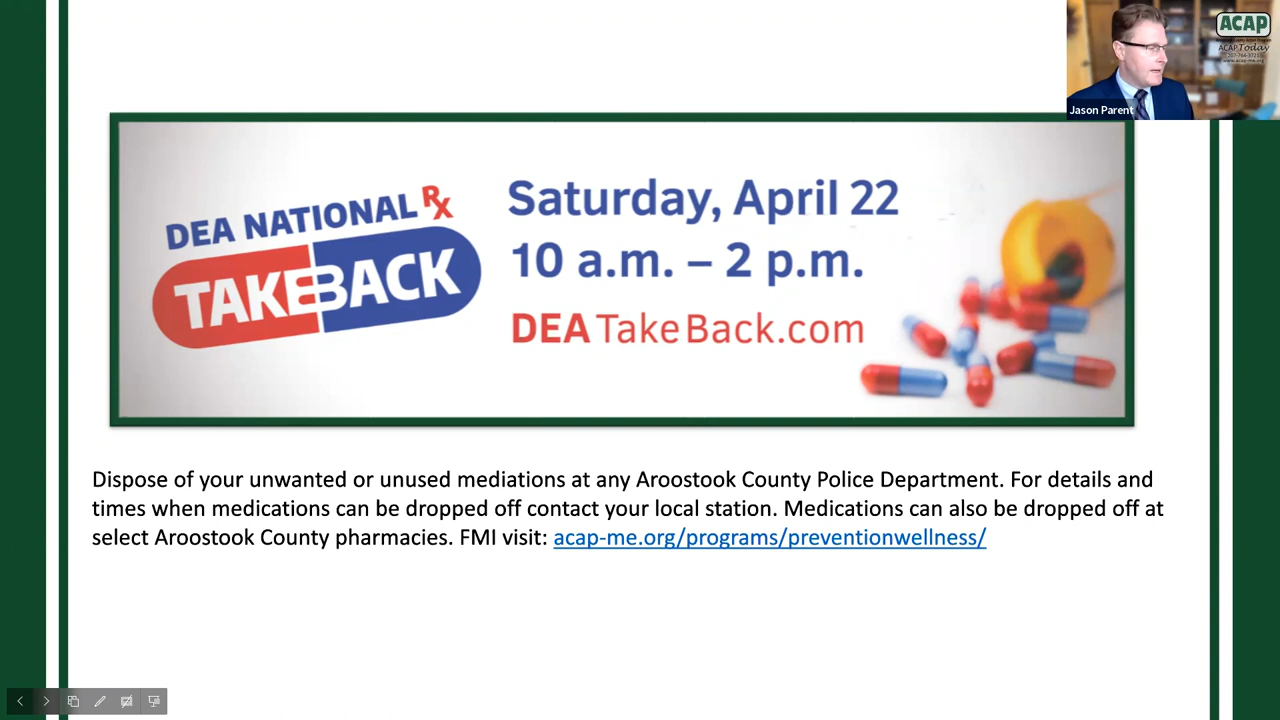 ACAP
ACAP Today
Jason Parent
DEA NATIONAL Rx
TAKEBACK
Saturday, April 22
10 a.m. – 2 p.m.
DEATakeBack.com
Dispose of your unwanted or unused mediations at any Aroostook County Police Department. For details and
times when medications can be dropped off contact your local station. Medications can also be dropped off at
select Aroostook County pharmacies. FMI visit: acap-me.org/programs/preventionwellness/